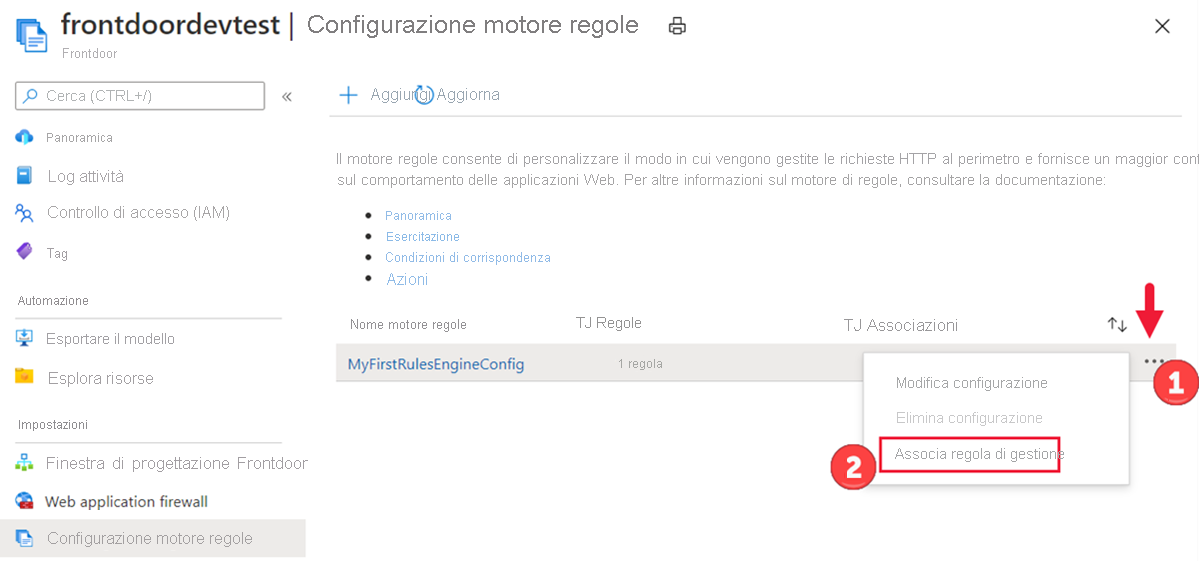 frontdoordevtest | Configurazione motore regole
Frontdoor
Cerca (CTRL+/)
«
Aggiungi Aggiorna
Panoramica
Log attività
Controllo di accesso (IAM)
Tag
Automazione
Esportare il modello
Esplora risorse
Impostazioni
Finestra di progettazione Frontdoor
Web application firewall
Configurazione motore regole
Il motore regole consente di personalizzare il modo in cui vengono gestite le richieste HTTP al perimetro e fornisce un maggior con
sul comportamento delle applicazioni Web. Per altre informazioni sul motore di regole, consultare la documentazione:
Panoramica
Esercitazione
Condizioni di corrispondenza
Azioni
Nome motore regole TJ Regole TJ Associazioni
MyFirstRulesEngineConfig 1 regola
1
Modifica configurazione
Elimina configurazione
2 Associa regola di gestione